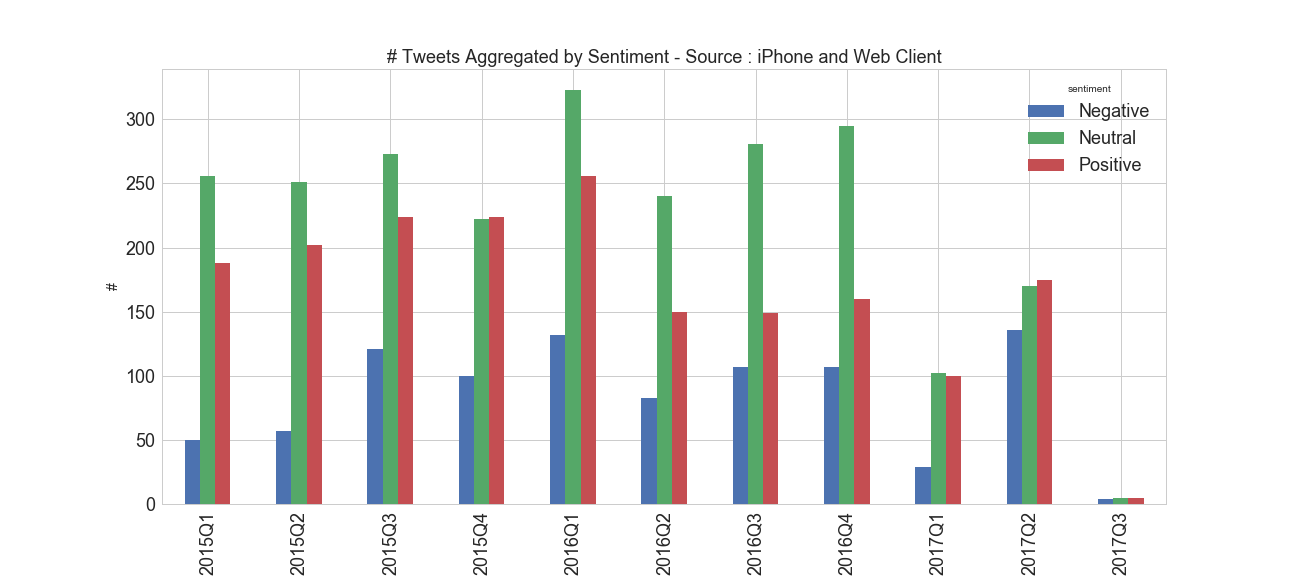 # Tweets Aggregated by Sentiment - Source : iPhone and Web Client
sentiment
Negative
Neutral
Positive
300
250
200
150
100
50
0
#
2015Q1
2015Q2
2015Q3
2015Q4
2016Q1
2016Q2
2016Q3
2016Q4
2017Q1
2017Q2
2017Q3